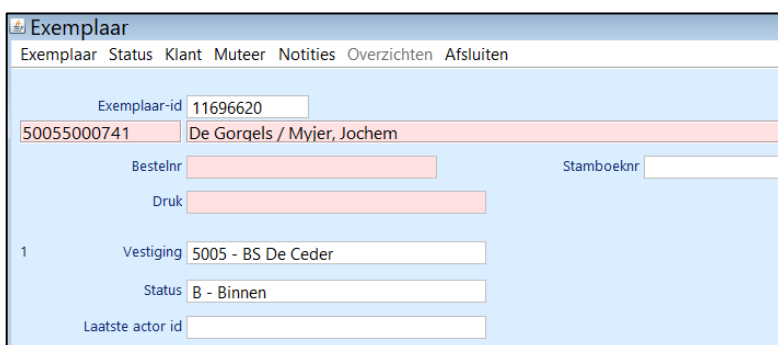 Exemplaar
Exemplaar Status Klant Muteer Notities Overzichten Afsluiten
Exemplaar-id 11696620
50055000741 De Gorgels / Myjer, Jochem
Bestelnr Stamboeknr
Druk
1 Vestiging 5005 - BS De Ceder
Status B - Binnen
Laatste actor id